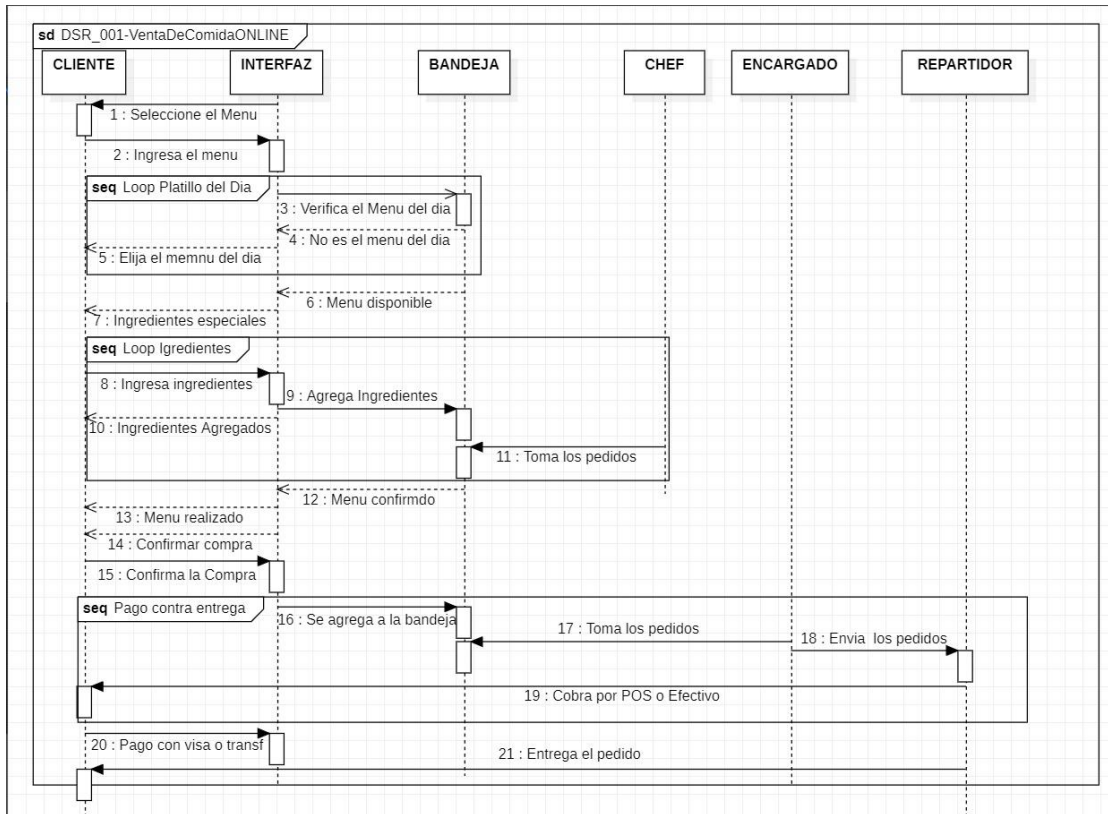 sd DSR_001-VentaDeComidaONLINE
CLIENTE
INTERFAZ
BANDEJA
CHEF
ENCARGADO
REPARTIDOR
1 : Seleccione el Menu
2 : Ingresa el menu
seq Loop Platillo del Dia
3 : Verifica el Menu del dia
4 : No es el menu del dia
5 : Elija el memnu del dia
6 : Menu disponible
7 : Ingredientes especiales
seq Loop Igredientes
8 : Ingresa ingredientes
9 : Agrega Ingredientes
10 : Ingredientes Agregados
11 : Toma los pedidos
12 : Menu confirmdo
13 : Menu realizado
14 : Confirmar compra
15 : Confirma la Compra
seq Pago contra entrega
16 : Se agrega a la bandeja
17 : Toma los pedidos
18 : Envia los pedidos
19 : Cobra por POS o Efectivo
20 : Pago con visa o transf
21 : Entrega el pedido